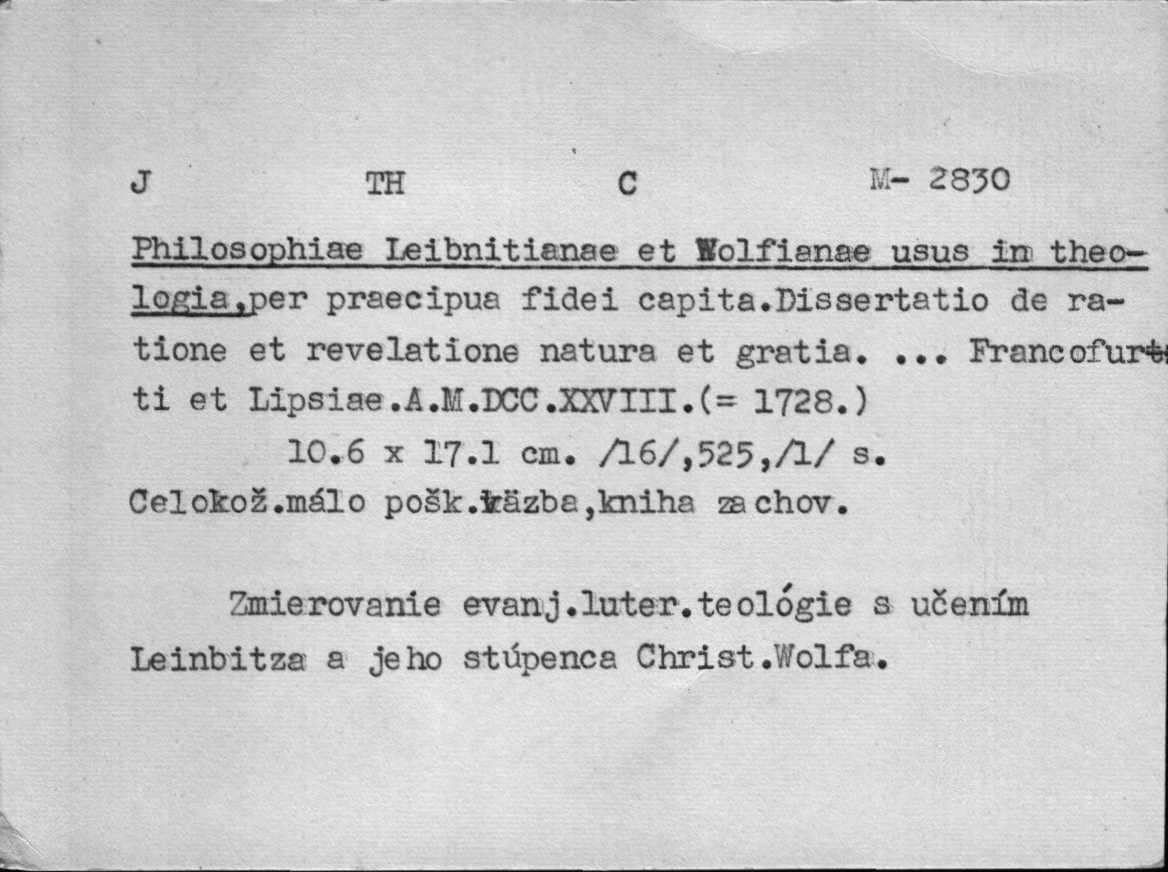 J TH C M- 2830
Philosophiae Leibnitianae et Wolfianae usus in theo-
logia,per praecipua fidei capita.Dissertatio de ra-
tione et revelatione natura et gratia. ... Francofur
ti et Lipsiae.A.M.DCC.XXVIII.(= 1728.)
10.6 x 17.1 cm. /16/,525,/1/ s.
Celokož.málo pošk.väzba,kniha zachov.
Zmierovanie evanj.luter.teológie s učením
Leinbitza a jeho stúpenca Christ.Wolfa.